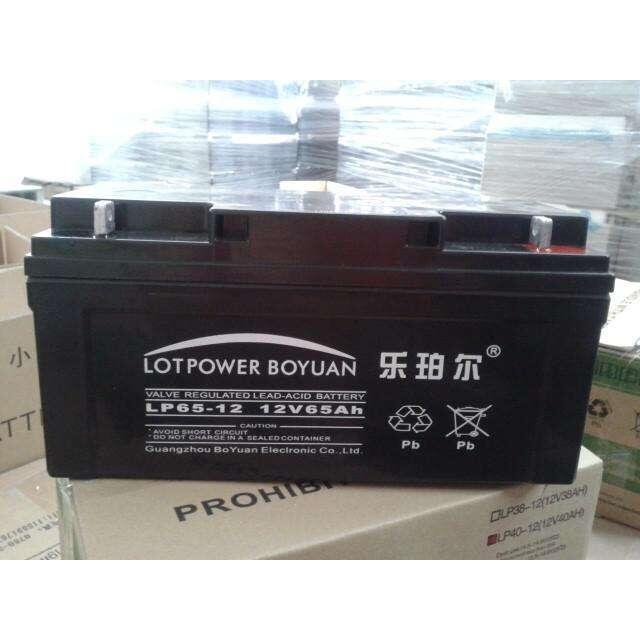 LOTPOWER BOYUAN
乐珀尔®
VALVE REGULATED LEAD-ACID BATTERY
LP65-12 12V65Ah
CAUTION
*AVOID SHORT CIRCUIT
*DO NOT CHARGE IN A SEALED CONTAINER
Guangzhou BoYuan Electronic Co.,Ltd.
Pb
Pb
小
PROHIBI
LP38-12(12V38AH)
LP40-12(12V40AH)